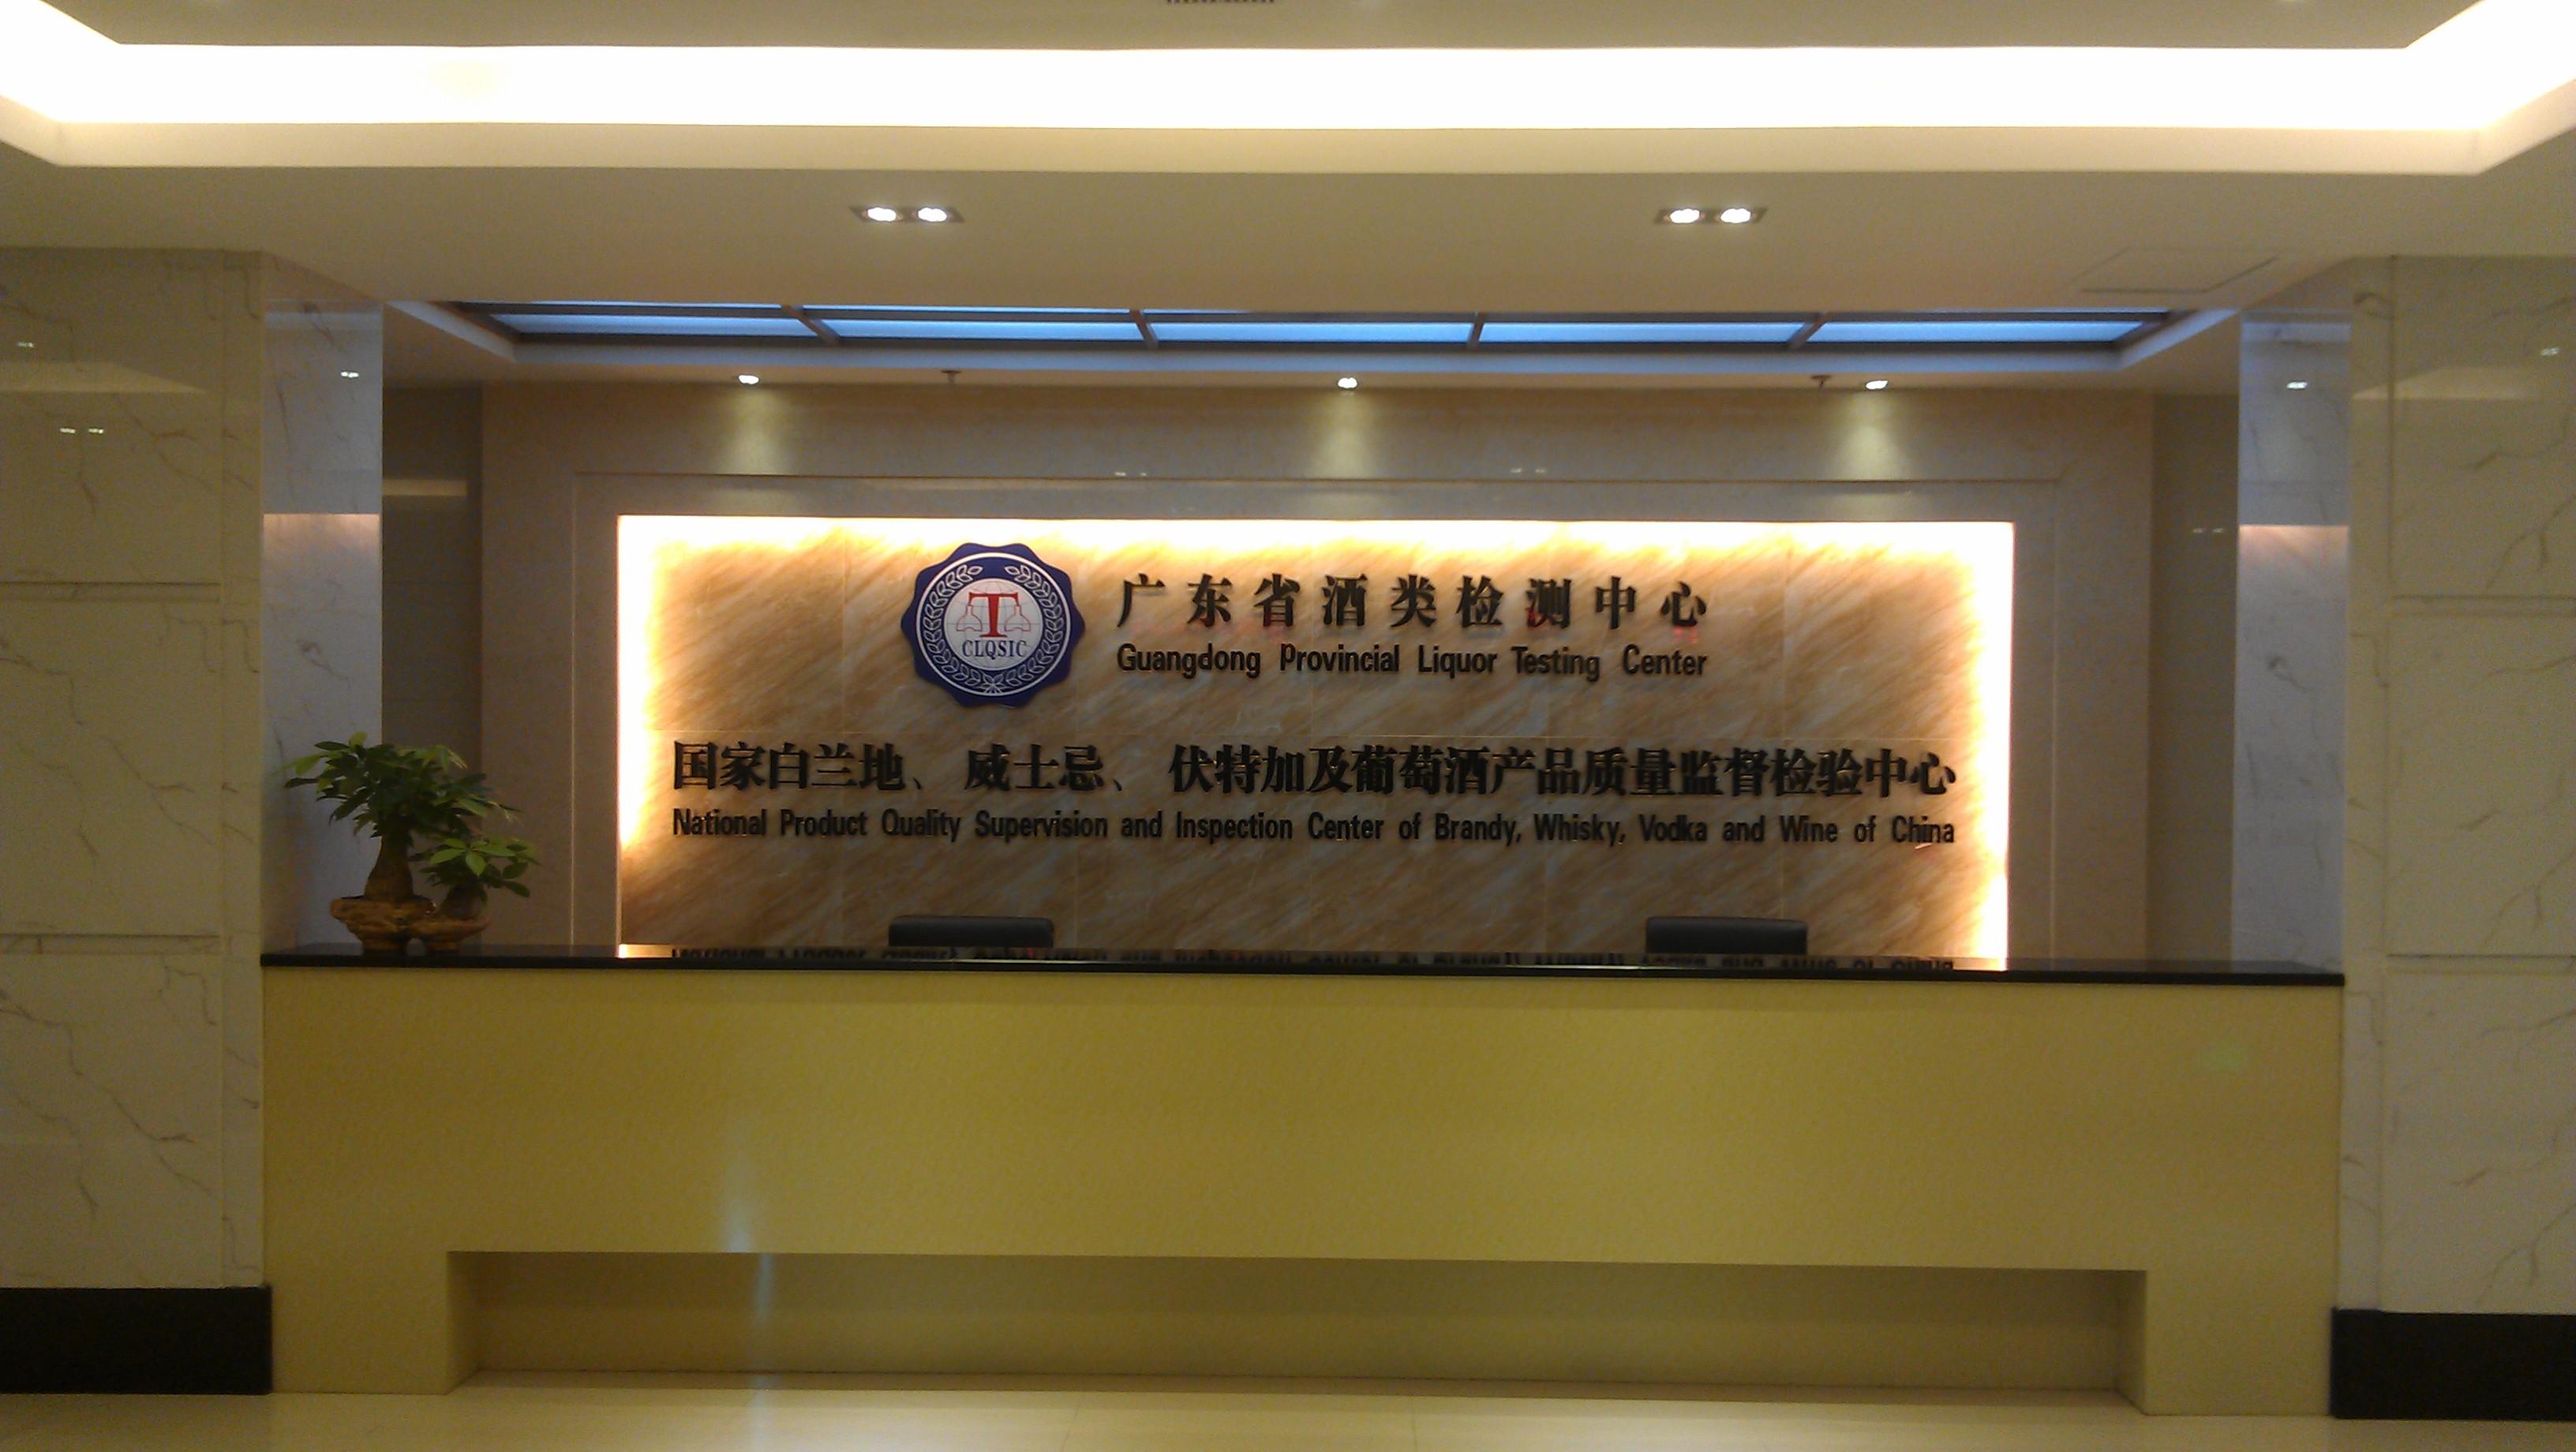 T
CLQSIC
广东省酒类检测中心
Guangdong Provincial Liquor Testing Center
国家白兰地、威士忌、伏特加及葡萄酒产品质量监督检验中心
National Product Quality Supervision and Inspection Center of Brandy, Whisky, Vodka and Wine of China